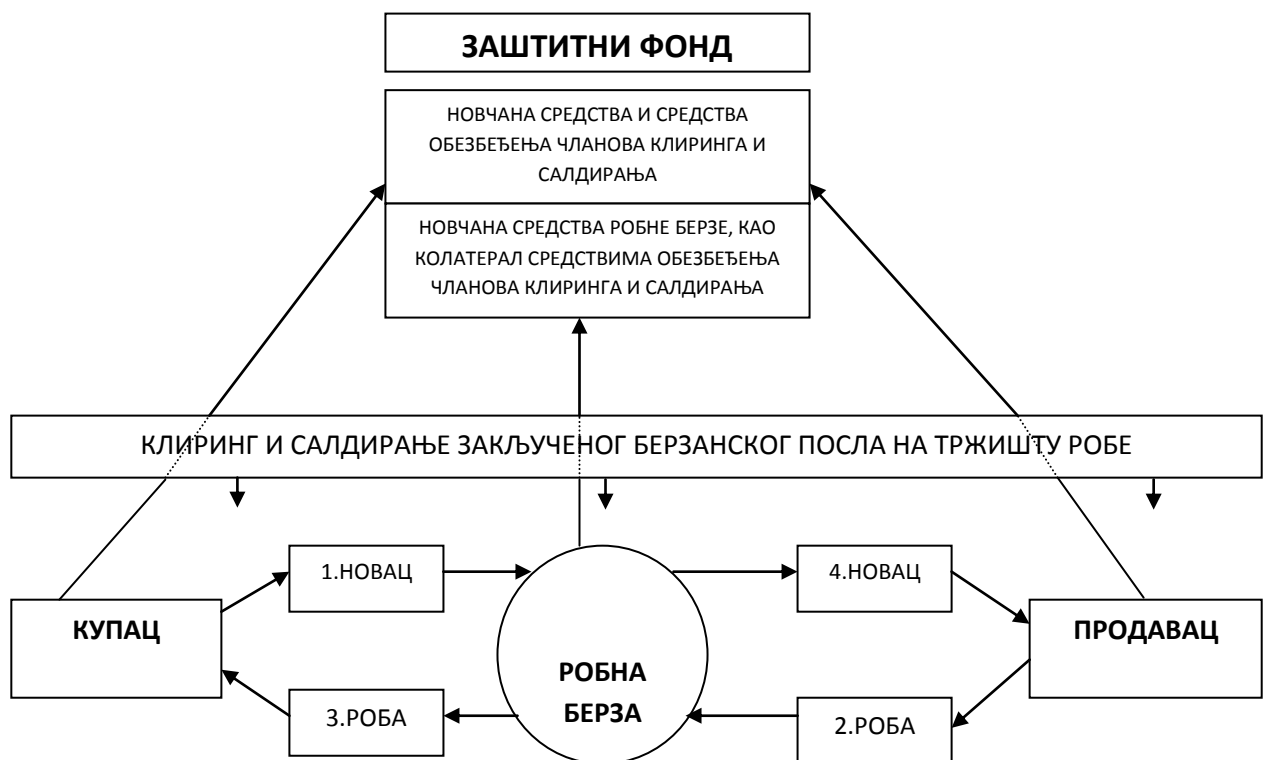 ЗАШТИТНИ ФОНД
НОВЧАНА СРЕДСТВА И СРЕДСТВА
ОБЕЗБЕЂЕЊА ЧЛАНОВА КЛИРИНГА И
САЛДИРАЊА
НОВЧАНА СРЕДСТВА РОБНЕ БЕРЗЕ, КАО
КОЛАТЕРАЛ СРЕДСТВИМА ОБЕЗБЕЂЕЊА
ЧЛАНОВА КЛИРИНГА И САЛДИРАЊА
КЛИРИНГ И САЛДИРАЊЕ ЗАКЉУЧЕНОГ БЕРЗАНСКОГ ПОСЛА НА ТРЖИШТУ РОБЕ
1.НОВАЦ
4.НОВАЦ
КУПАЦ
ПРОДАВАЦ
РОБНА
БЕРЗА
3.РОБА
2.РОБА